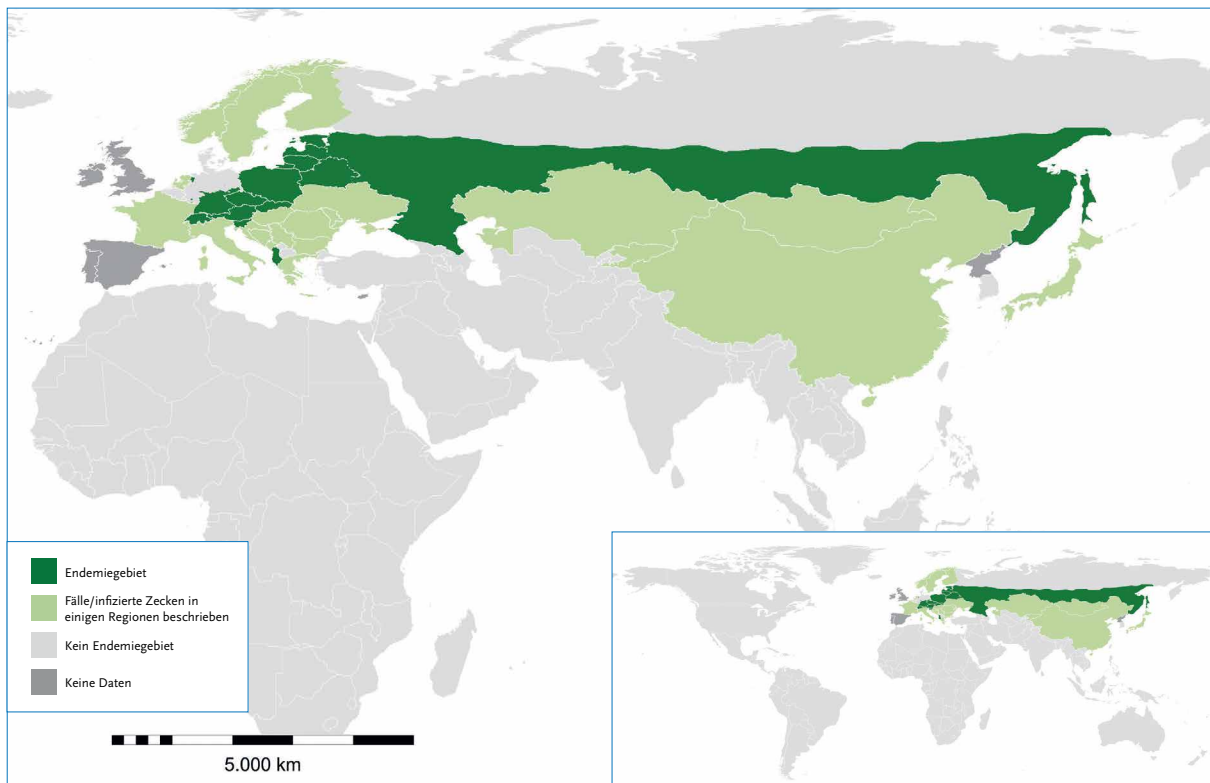 Endemiegebiet
Fälle/infizierte Zecken in
einigen Regionen beschrieben
Kein Endemiegebiet
Keine Daten
5.000 km